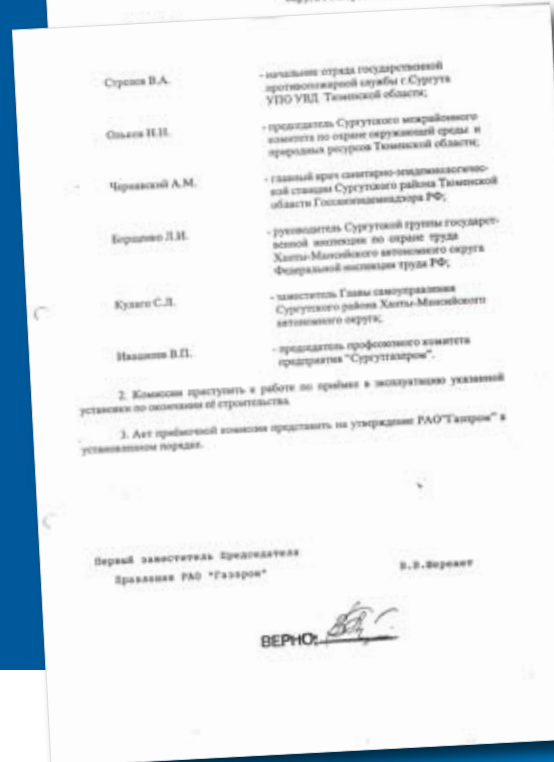 Стрелов В.А.
- начальник отряда государственной
противопожарной службы г.Сургута
УПО УВД Тюменской области;
Ольков Н.П.
- председатель Сургутского межрайонного
комитета по охране окружающей среды и
природных ресурсов Тюменской области;
Чернявский А.М.
- главный врач санитарно-эпидемиологичес-
кой станции Сургутского района Тюменской
области Госсанэпиднадзора РФ;
Борщенко Л.И.
- руководитель Сургутской группы государст-
венной инспекции по охране труда
Ханты-Мансийского автономного округа
Федеральной инспекции труда РФ;
Кулаго С.Л.
- заместитель Главы самоуправления
Сургутского района Ханты-Мансийского
автономного округа;
Иващенко В.П.
- председатель профсоюзного комитета
предприятия "Сургутгазпром".
2. Комиссии приступить к работе по приёмке в эксплуатацию указанной
установки по окончании её строительства.
3. Акт приёмочной комиссии представить на утверждение РАО"Газпром" в
установленном порядке.
Первый заместитель Председателя
Правления РАО "Газпром"
В.В.Шеремет
ВЕРНО: